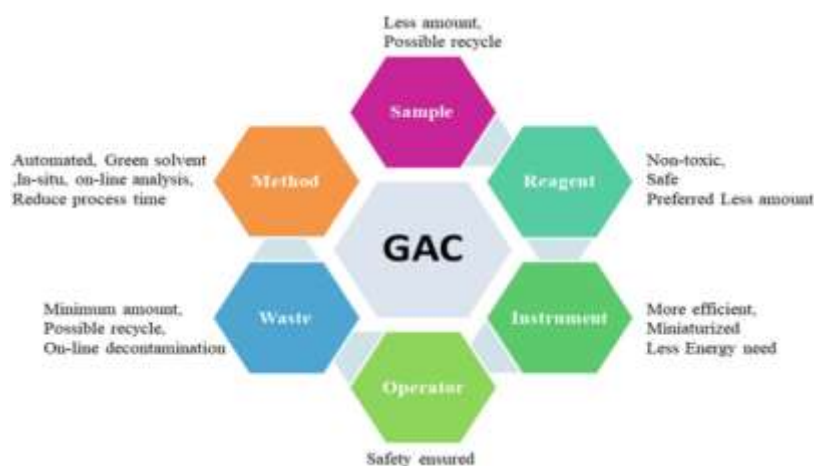 Less amount,
Possible recycle
Sample
Automated, Green solvent
,In-situ, on-line analysis,
Reduce process time
Method
Reagent
Non-toxic,
Safe
Preferred Less amount
GAC
Minimum amount,
Possible recycle,
On-line decontamination
Waste
Instrument
More efficient,
Miniaturized
Less Energy need
Operator
Safety ensured